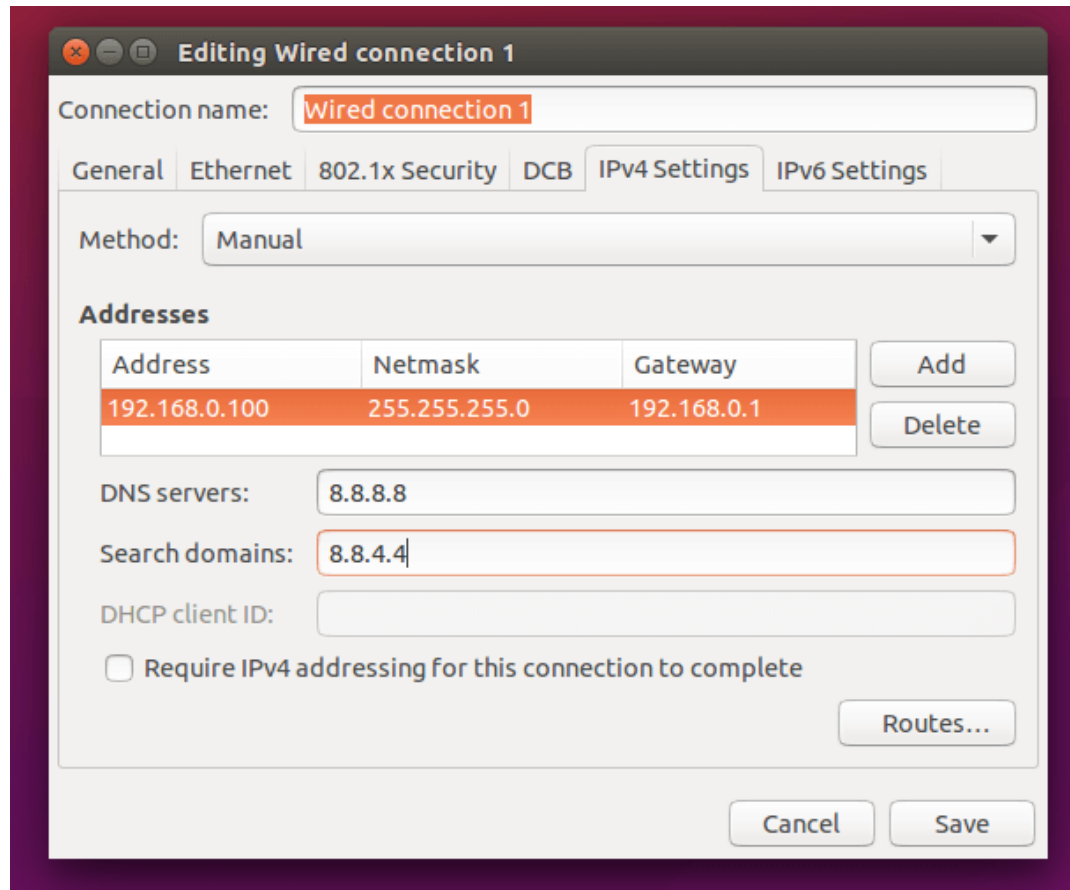 Editing Wired connection 1
Connection name: Wired connection 1
General Ethernet 802.1x Security DCB IPv4 Settings IPv6 Settings
Method: Manual
Addresses
Address Netmask Gateway Add
192.168.0.100 255.255.255.0 192.168.0.1
Delete
DNS servers: 8.8.8.8
Search domains: 8.8.4.4
DHCP client ID:
Require IPv4 addressing for this connection to complete
Routes...
Cancel Save